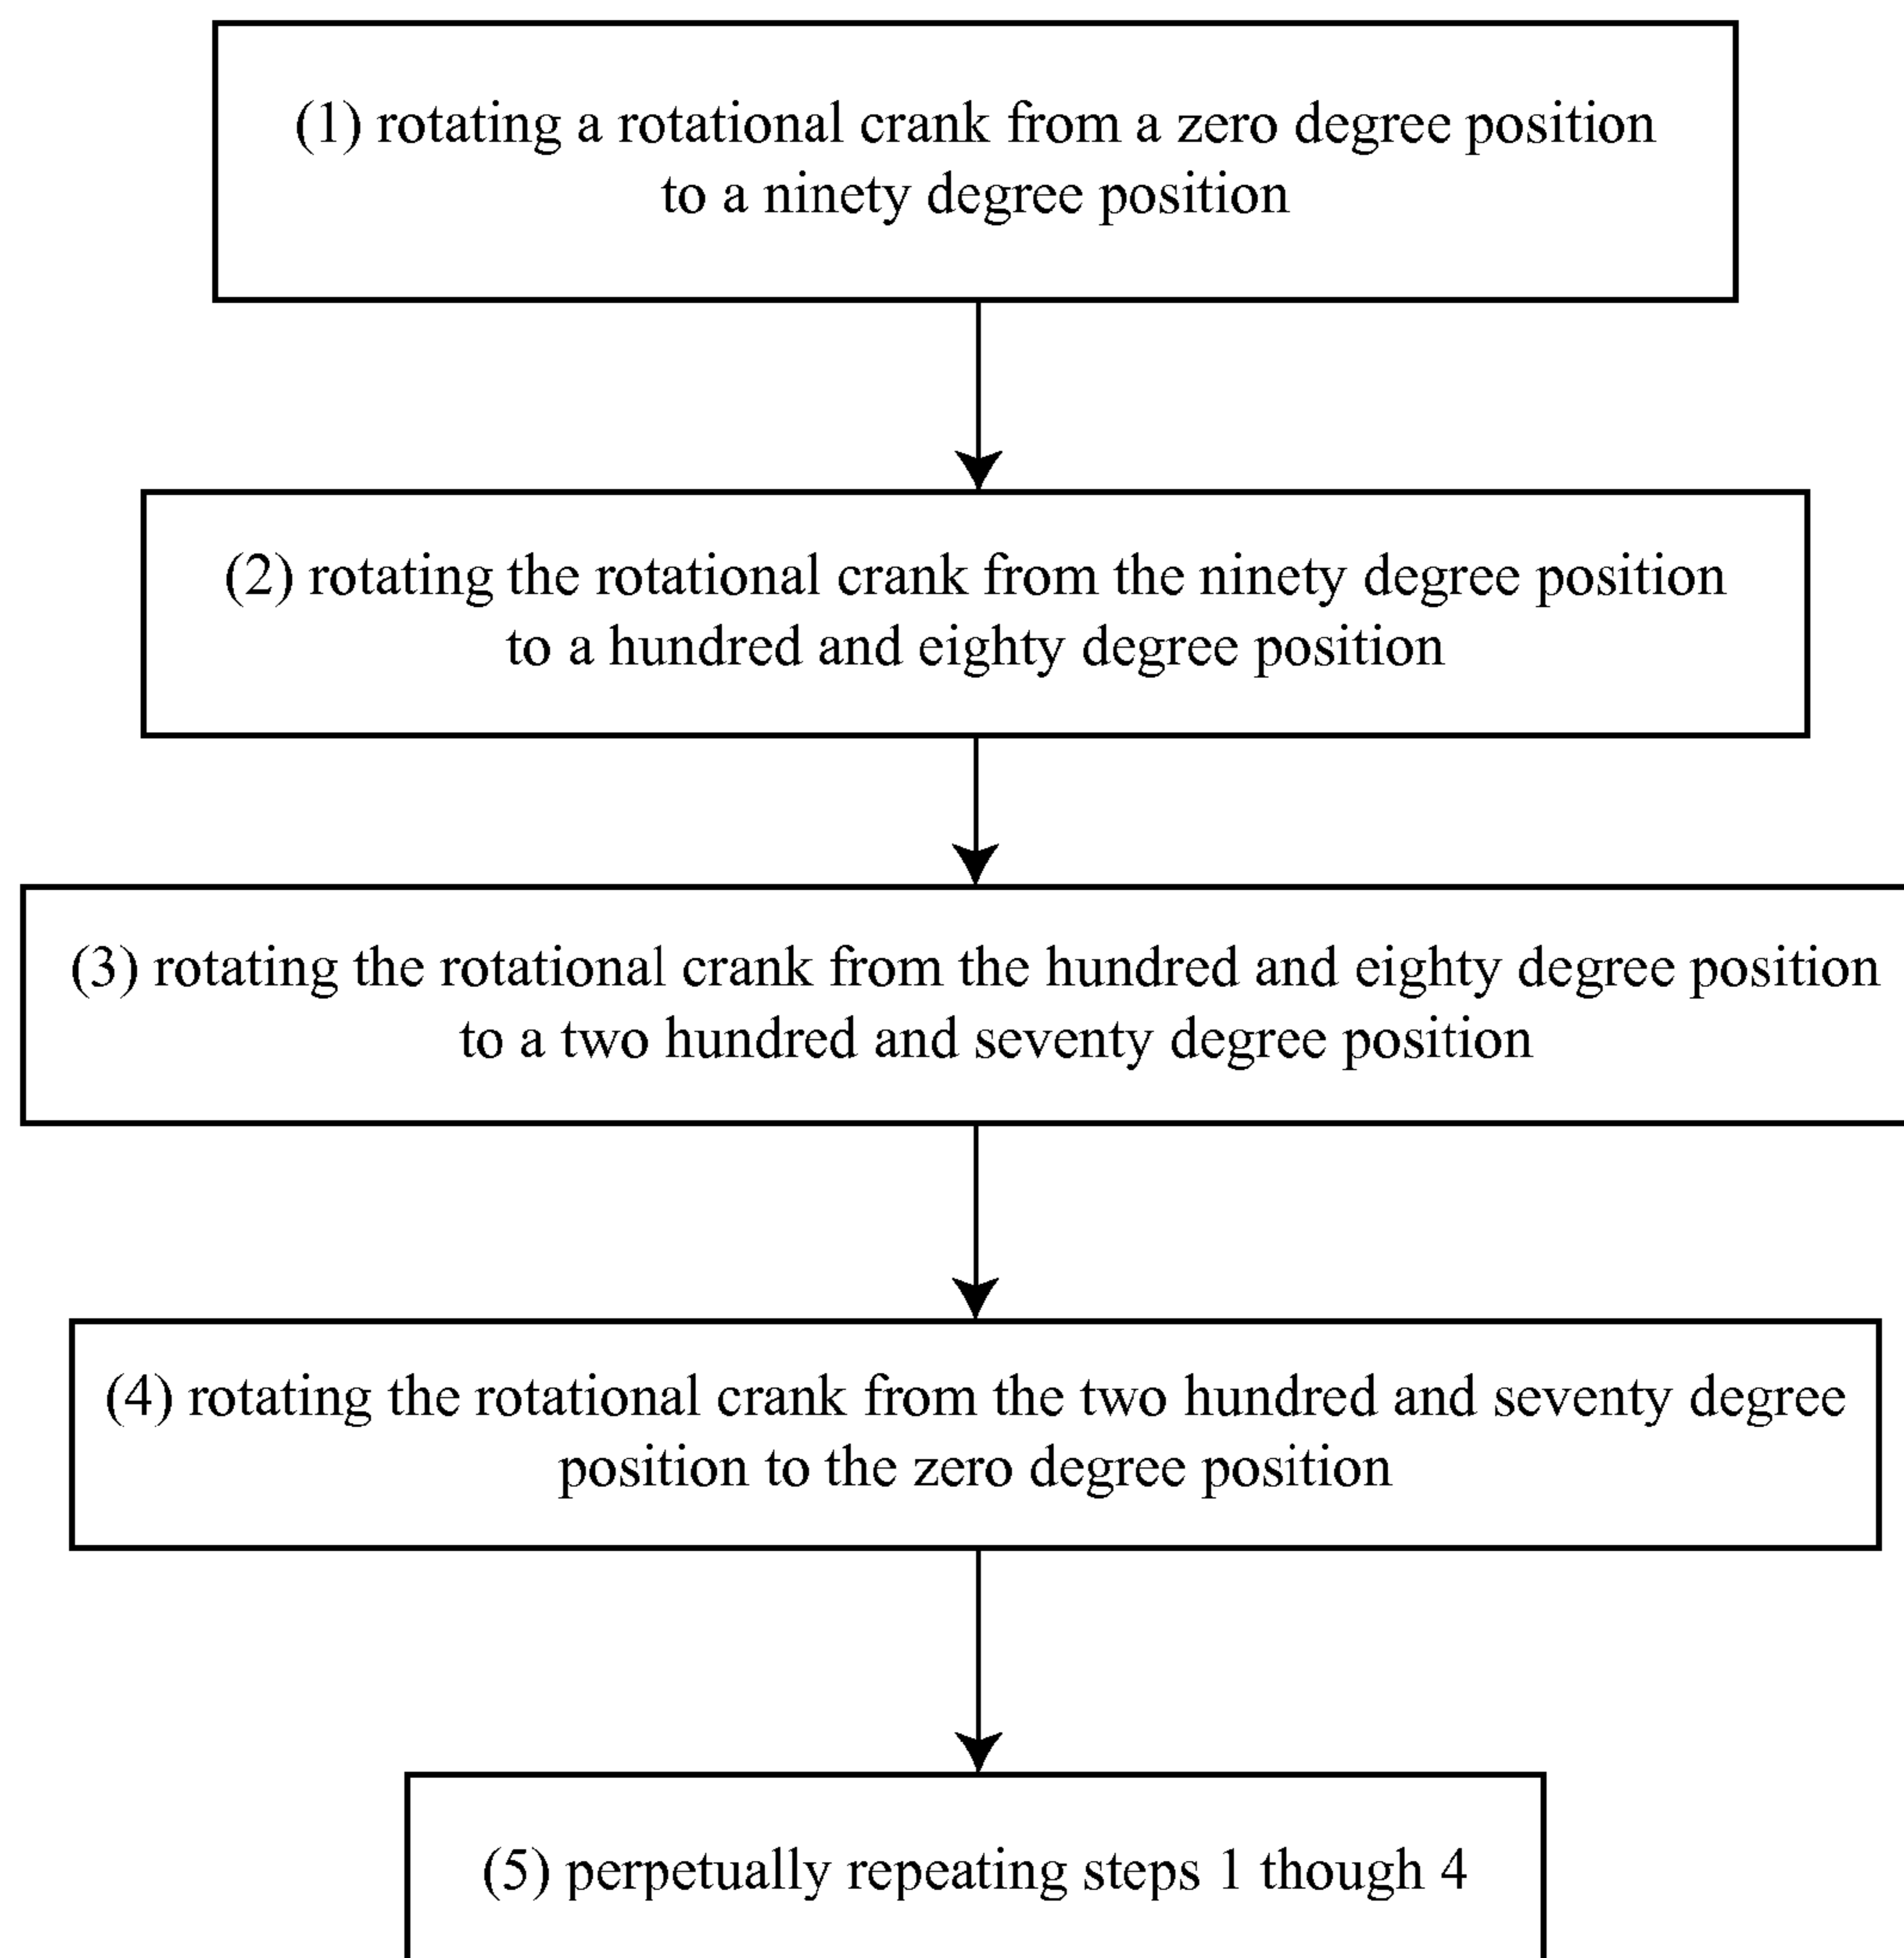 (1) rotating a rotational crank from a zero degree position
to a ninety degree position
(2) rotating the rotational crank from the ninety degree position
to a hundred and eighty degree position
(3) rotating the rotational crank from the hundred and eighty degree position
to a two hundred and seventy degree position
(4) rotating the rotational crank from the two hundred and seventy degree
position to the zero degree position
(5) perpetually repeating steps 1 though 4